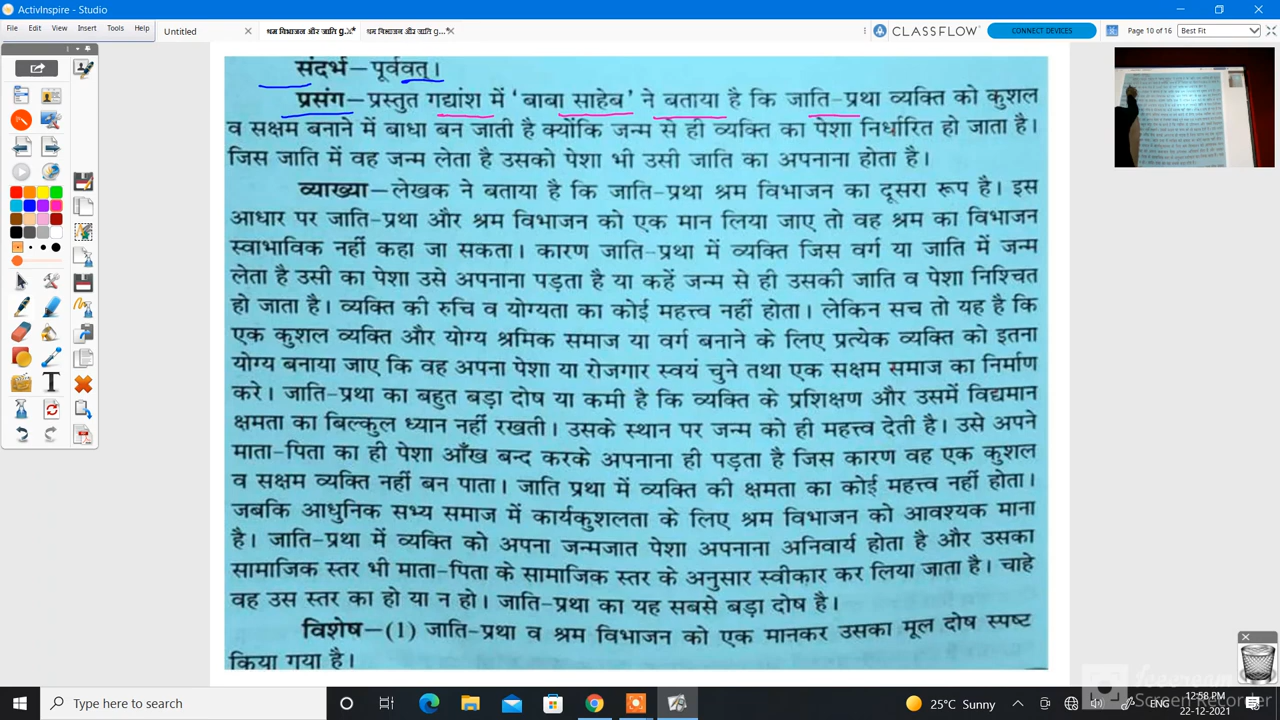 ActivInspire - Studio
File Edit View Insert Tools Help
Untitled
श्रम विभाजन और जाति g...*
श्रम विभाजन और जाति g...*
CLASSFLOW
CONNECT DEVICES
Page 10 of 16
Best Fit
संदर्भ–पूर्ववत्।
प्रसंग–प्रस्तुत गद्यांश में 'बाबा साहेब' ने बताया है कि जाति-प्रथा व्यक्ति को कुशल
व सक्षम बनाने में बाधा बन जाती है क्योंकि जन्म से ही व्यक्ति का पेशा निर्धारित हो जाता है।
जिस जाति में वह जन्म लेता है उसको पेशा भी उसी जाति का अपनाना होता है।
व्याख्या–लेखक ने बताया है कि जाति-प्रथा श्रम विभाजन का दूसरा रूप है। इस
आधार पर जाति-प्रथा और श्रम विभाजन को एक मान लिया जाए तो वह श्रम का विभाजन
स्वाभाविक नहीं कहा जा सकता। कारण जाति-प्रथा में व्यक्ति जिस वर्ग या जाति में जन्म
लेता है उसी का पेशा उसे अपनाना पड़ता है या कहें जन्म से ही उसकी जाति व पेशा निश्चित
हो जाता है। व्यक्ति की रुचि व योग्यता का कोई महत्त्व नहीं होता। लेकिन सच तो यह है कि
एक कुशल व्यक्ति और योग्य श्रमिक समाज या वर्ग बनाने के लिए प्रत्येक व्यक्ति को इतना
योग्य बनाया जाए कि वह अपना पेशा या रोजगार स्वयं चुने तथा एक सक्षम समाज का निर्माण
करे। जाति-प्रथा का बहुत बड़ा दोष या कमी है कि व्यक्ति के प्रशिक्षण और उसमें विद्यमान
क्षमता का बिल्कुल ध्यान नहीं रखती। उसके स्थान पर जन्म को ही महत्त्व देती है। उसे अपने
माता-पिता का ही पेशा आँख बन्द करके अपनाना ही पड़ता है जिस कारण वह एक कुशल
व सक्षम व्यक्ति नहीं बन पाता। जाति प्रथा में व्यक्ति की क्षमता का कोई महत्त्व नहीं होता।
जबकि आधुनिक सभ्य समाज में कार्यकुशलता के लिए श्रम विभाजन को आवश्यक माना
है। जाति-प्रथा में व्यक्ति को अपना जन्मजात पेशा अपनाना अनिवार्य होता है और उसका
सामाजिक स्तर भी माता-पिता के सामाजिक स्तर के अनुसार स्वीकार कर लिया जाता है। चाहे
वह उस स्तर का हो या न हो। जाति-प्रथा का यह सबसे बड़ा दोष है।
विशेष–(1) जाति-प्रथा व श्रम विभाजन को एक मानकर उसका मूल दोष स्पष्ट
किया गया है।
icecream
Screen Recorder
Type here to search
25°C Sunny
ENG
12:58 PM
22-12-2021